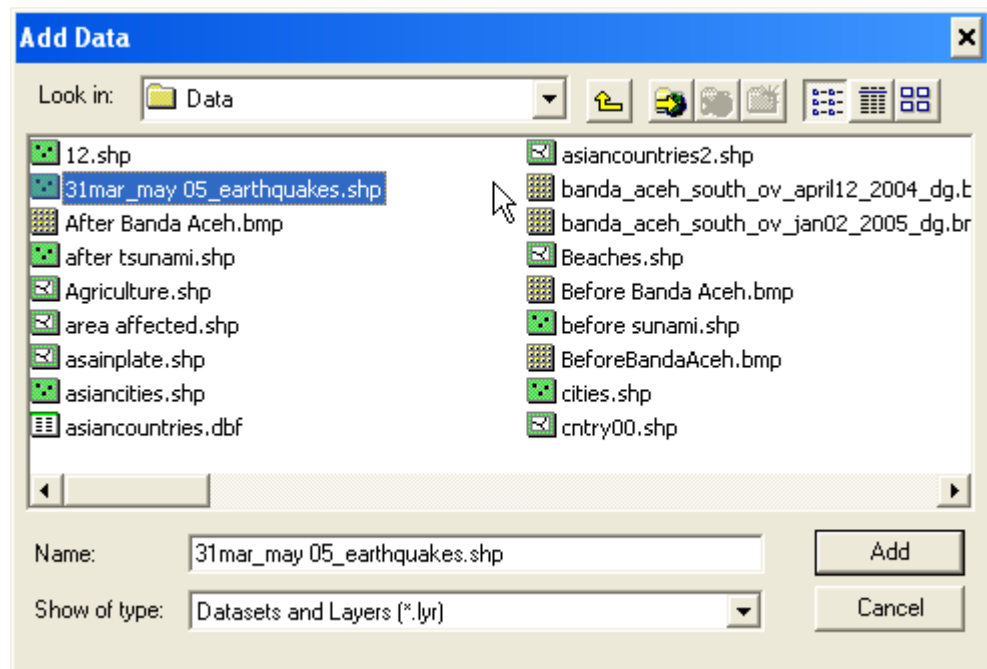 Add Data
Look in: Data
12.shp
31mar_may 05_earthquakes.shp
After Banda Aceh.bmp
after tsunami.shp
Agriculture.shp
area affected.shp
asainplate.shp
asiancities.shp
asiancountries.dbf
asiancountries2.shp
banda_aceh_south_ov_april12_2004_dg.b
banda_aceh_south_ov_jan02_2005_dg.br
Beaches.shp
Before Banda Aceh.bmp
before sunami.shp
BeforeBandaAceh.bmp
cities.shp
cntry00.shp
Name: 31mar_may 05_earthquakes.shp
Add
Show of type: Datasets and Layers (*.lyr)
Cancel